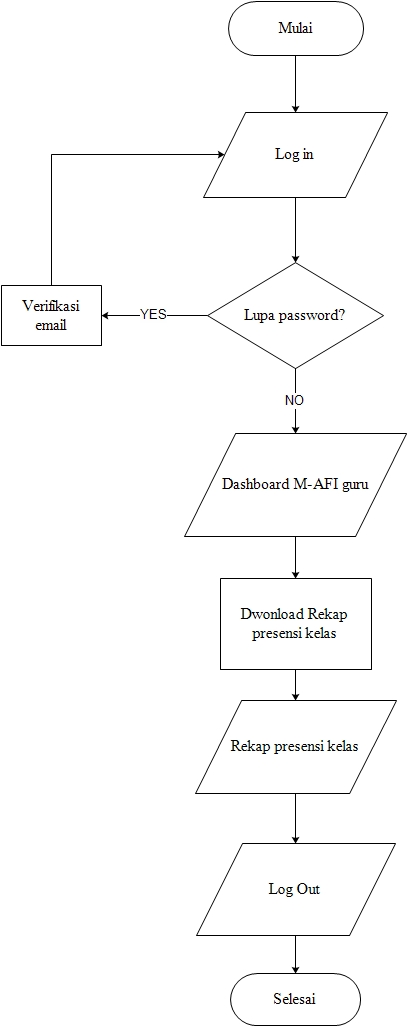 Mulai
Log in
Verifikasi
email
YES
Lupa password?
NO
Dashboard M-AFI guru
Dwonload Rekap
presensi kelas
Rekap presensi kelas
Log Out
Selesai